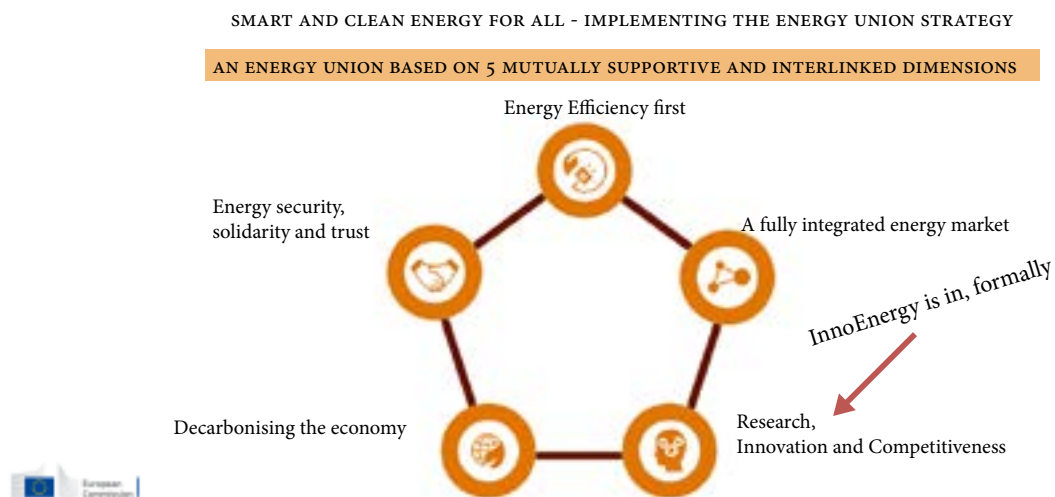 SMART AND CLEAN ENERGY FOR ALL - IMPLEMENTING THE ENERGY UNION STRATEGY
AN ENERGY UNION BASED ON 5 MUTUALLY SUPPORTIVE AND INTERLINKED DIMENSIONS
Energy Efficiency first
Energy security,
solidarity and trust
A fully integrated energy market
InnoEnergy is in, formally
Decarbonising the economy
Research,
Innovation and Competitiveness
European
Commission